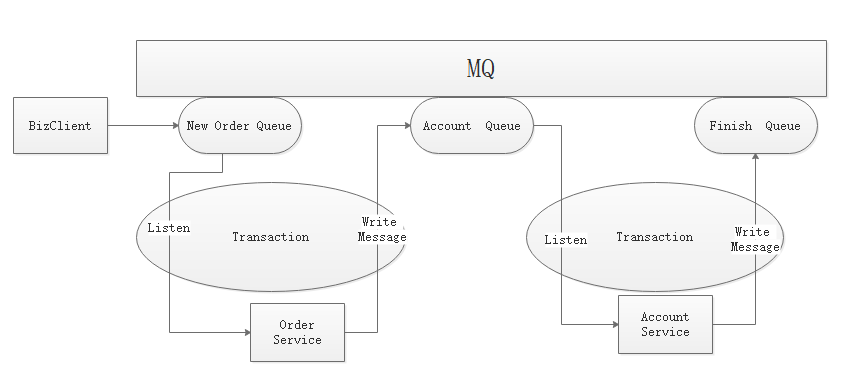 MQ
BizClient
New Order Queue
Account Queue
Finish Queue
Listen
Transaction
Write
Message
Listen
Transaction
Write
Message
Order
Service
Account
Service